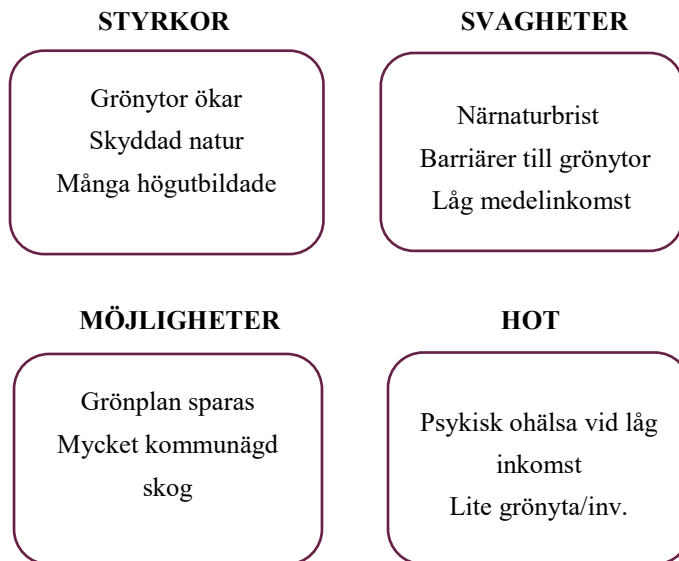 STYRKOR
Grönytor ökar
Skyddad natur
Många högutbildade
SVAGHETER
Närnaturbrist
Barriärer till grönytor
Låg medelinkomst
MÖJLIGHETER
Grönplan sparas
Mycket kommunägd
skog
HOT
Psykisk ohälsa vid låg
inkomst
Lite grönyta/inv.